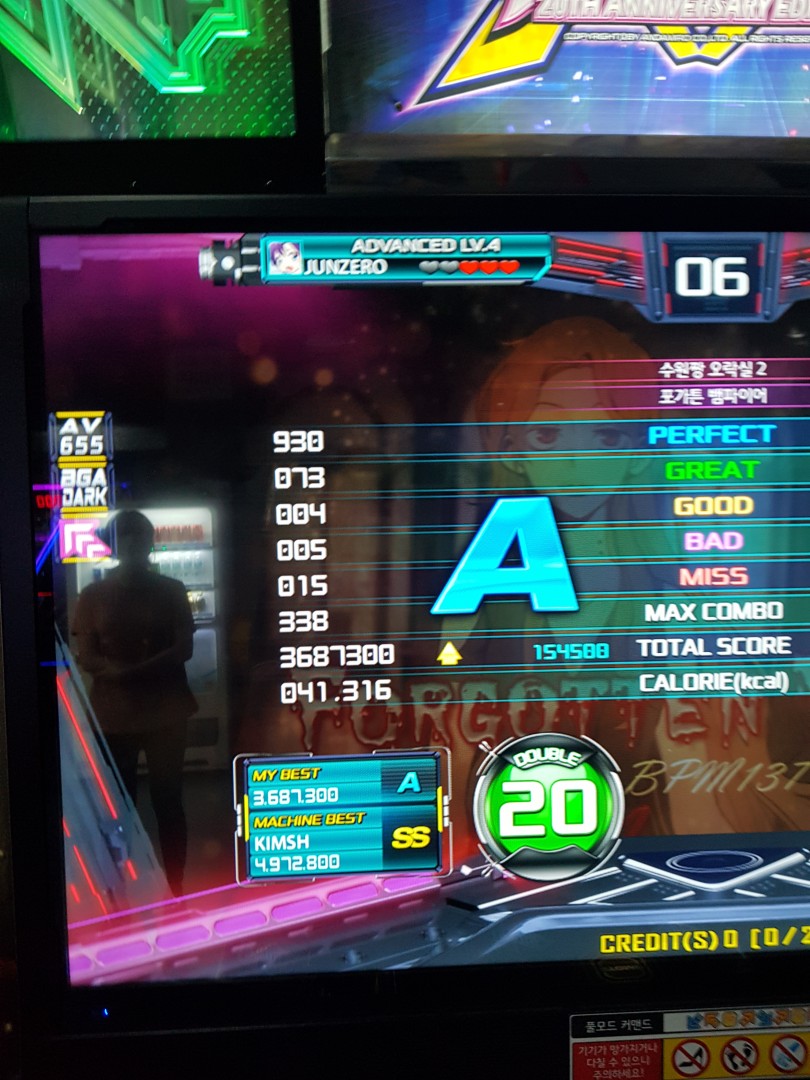 20TH ANNIVERSARY
COPYRIGHT BY ANDAMIRO CO.,LTD. ALL RIGHTS
ADVANCED LV.4
JUNZERO
06
수원짱 오락실 2
포가튼 뱀파이어
AV
655
BGA
DARK
930 PERFECT
073 GREAT
004 GOOD
005 BAD
015 MISS
338 MAX COMBO
3687300 154500 TOTAL SCORE
041.316 CALORIE(kcal)
A
FORGOTTEN
BPM137
MY BEST A
3.687.300
MACHINE BEST
KIMSH SS
4.972.800
DOUBLE
20
CREDIT(S) 0 [0/2
풀모드 커맨드
기기가 망가지거나
다칠 수 있으니
주의하세요!